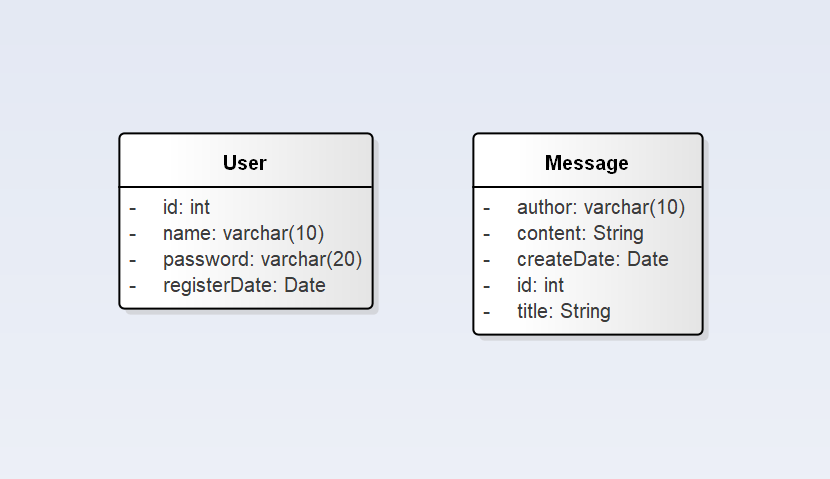 User
- id: int
- name: varchar(10)
- password: varchar(20)
- registerDate: Date
Message
- author: varchar(10)
- content: String
- createDate: Date
- id: int
- title: String